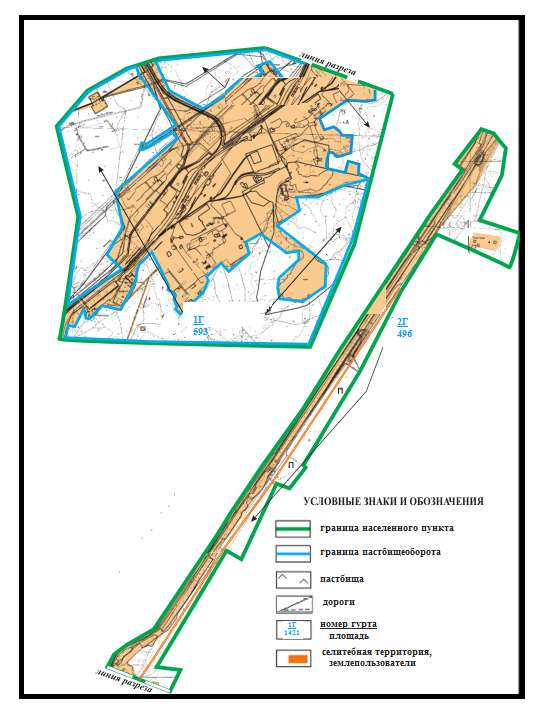 линия разреза
1Г
593
2Г
496
П
П
УСЛОВНЫЕ ЗНАКИ И ОБОЗНАЧЕНИЯ
граница населенного пункта
граница пастбищеоборота
пастбища
дороги
1Г
1421
номер гурта
площадь
селитебная территория,
землепользователи
линия разреза